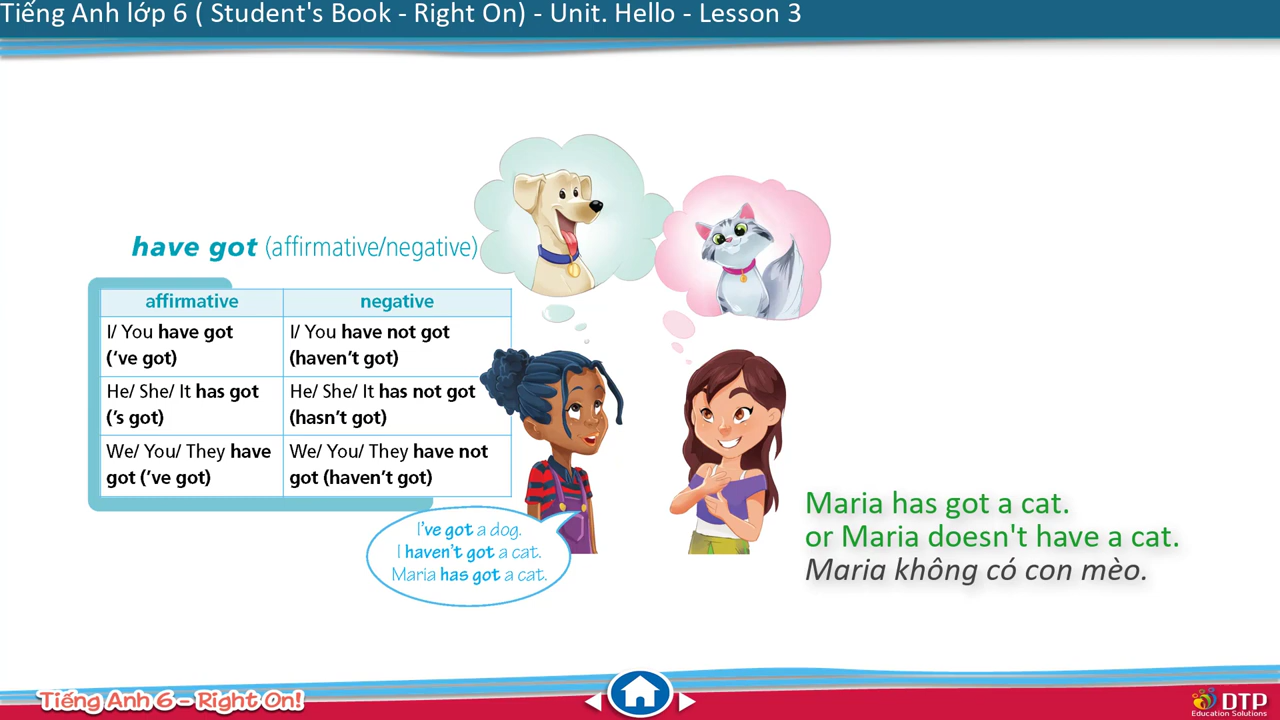 Tiếng Anh lớp 6 ( Student's Book - Right On) - Unit. Hello - Lesson 3
have got (affirmative/negative)
affirmative negative
I/ You have got I/ You have not got
('ve got) (haven't got)
He/ She/ It has got He/ She/ It has not got
('s got) (hasn't got)
We/ You/ They have We/ You/ They have not
got ('ve got) got (haven't got)
I've got a dog.
I haven't got a cat.
Maria has got a cat.
Maria has got a cat.
or Maria doesn't have a cat.
Maria không có con mèo.
Tiếng Anh 6 - Right On!
DTP
Education Solutions